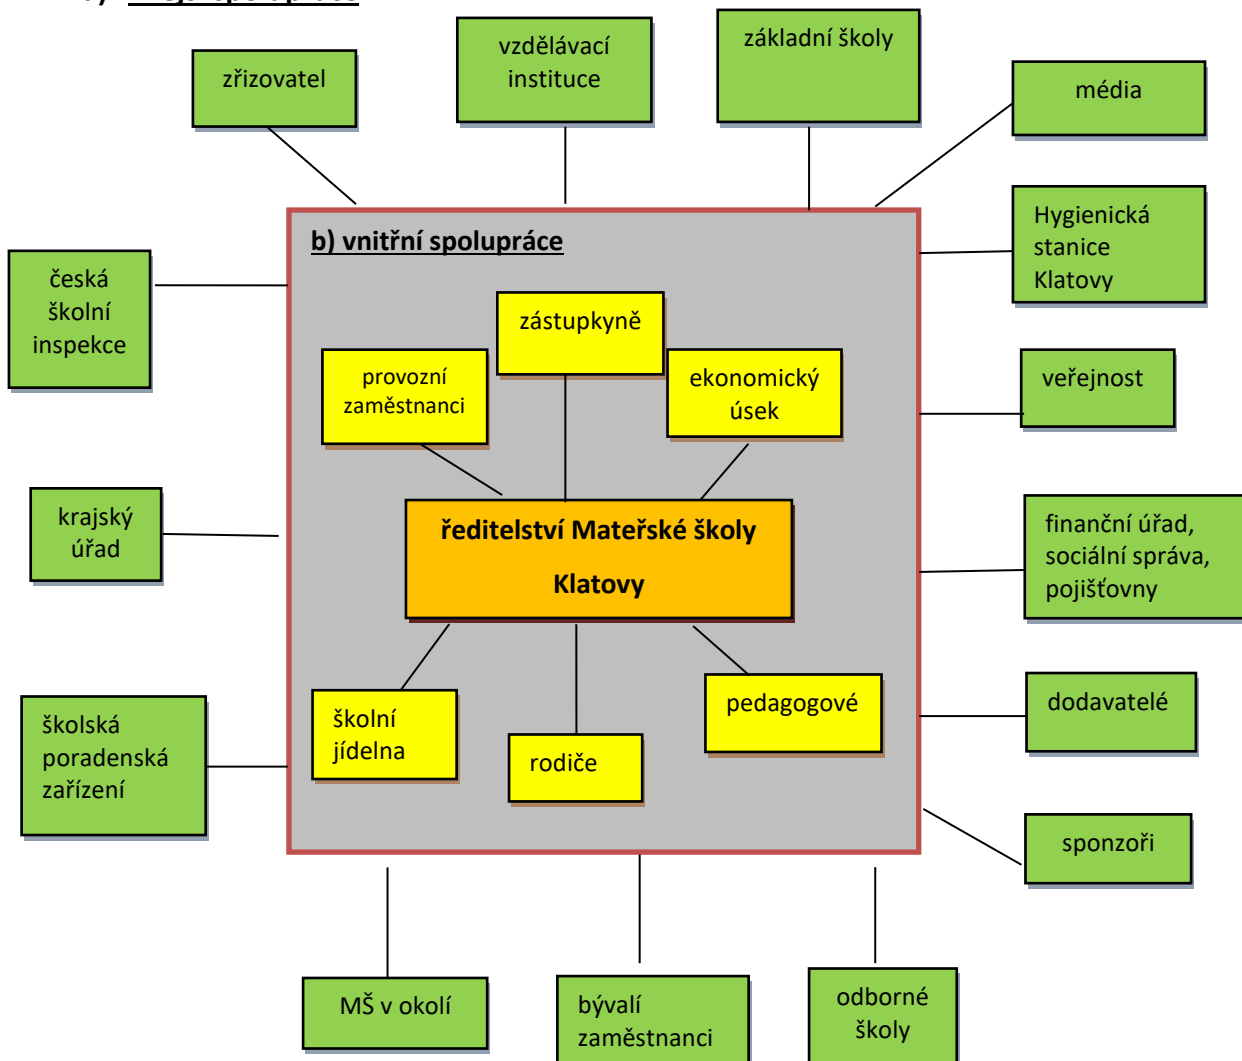 zřizovatel
vzdělávací
instituce
základní školy
média
Hygienická
stanice
Klatovy
b) vnitřní spolupráce
česká
školní
inspekce
zástupkyně
provozní
zaměstnanci
ekonomický
úsek
veřejnost
krajský
úřad
ředitelství Mateřské školy
Klatovy
finanční úřad,
sociální správa,
pojišťovny
školská
poradenská
zařízení
školní
jídelna
rodiče
pedagogové
dodavatelé
sponzoři
MŠ v okolí
bývalí
zaměstnanci
odborné
školy